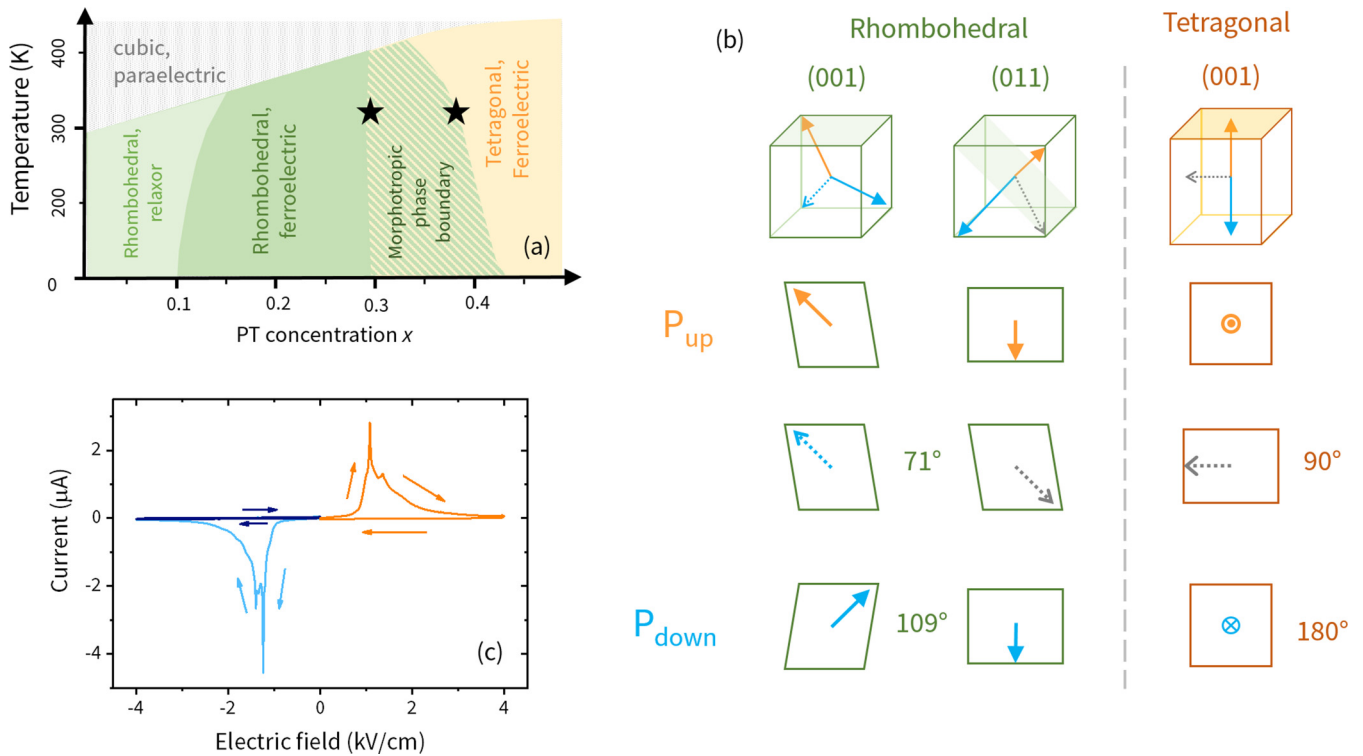 Temperature (K)
400
300
200
0
cubic,
paraelectric
Rhombohedral,
relaxor
Rhombohedral,
ferroelectric
Morphotropic
phase
boundary
Tetragonal,
Ferroelectric
(a)
0.1
0.2
0.3
0.4
PT concentration x
(b)
Rhombohedral
Tetragonal
(001)
(011)
(001)
Pup
71°
90°
Pdown
109°
180°
Current (μA)
2
0
-2
-4
(c)
-4
-2
0
2
4
Electric field (kV/cm)